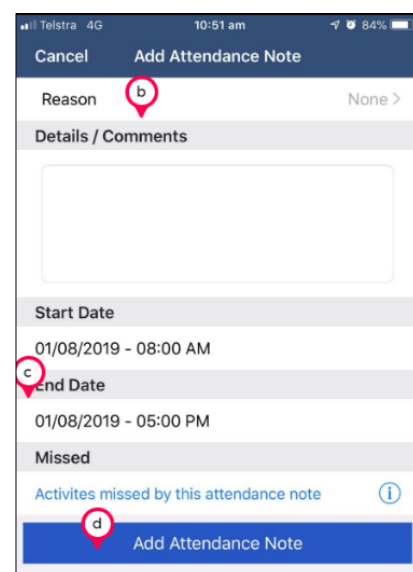 Telstra 4G 10:51 am 84%
Cancel Add Attendance Note
Reason b None >
Details / Comments
Start Date
01/08/2019 - 08:00 AM
c
End Date
01/08/2019 - 05:00 PM
Missed
Activites missed by this attendance note i
d
Add Attendance Note